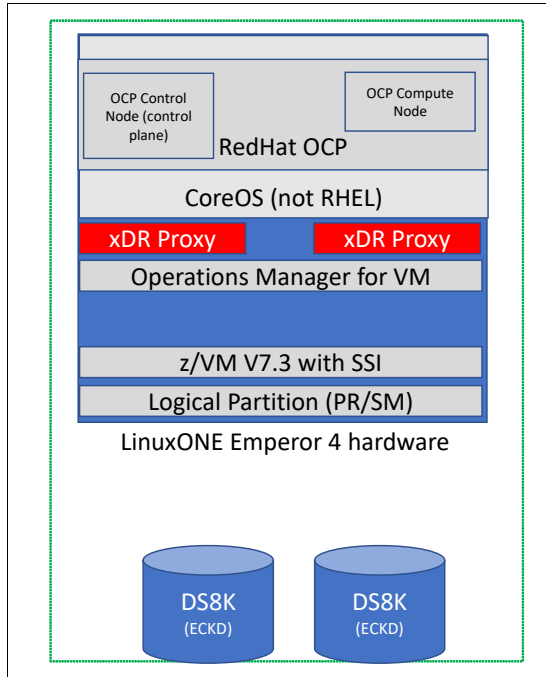 OCP Control
Node (control
plane)
OCP Compute
Node
RedHat OCP
CoreOS (not RHEL)
xDR Proxy
xDR Proxy
Operations Manager for VM
z/VM V7.3 with SSI
Logical Partition (PR/SM)
LinuxONE Emperor 4 hardware
DS8K
(ECKD)
DS8K
(ECKD)